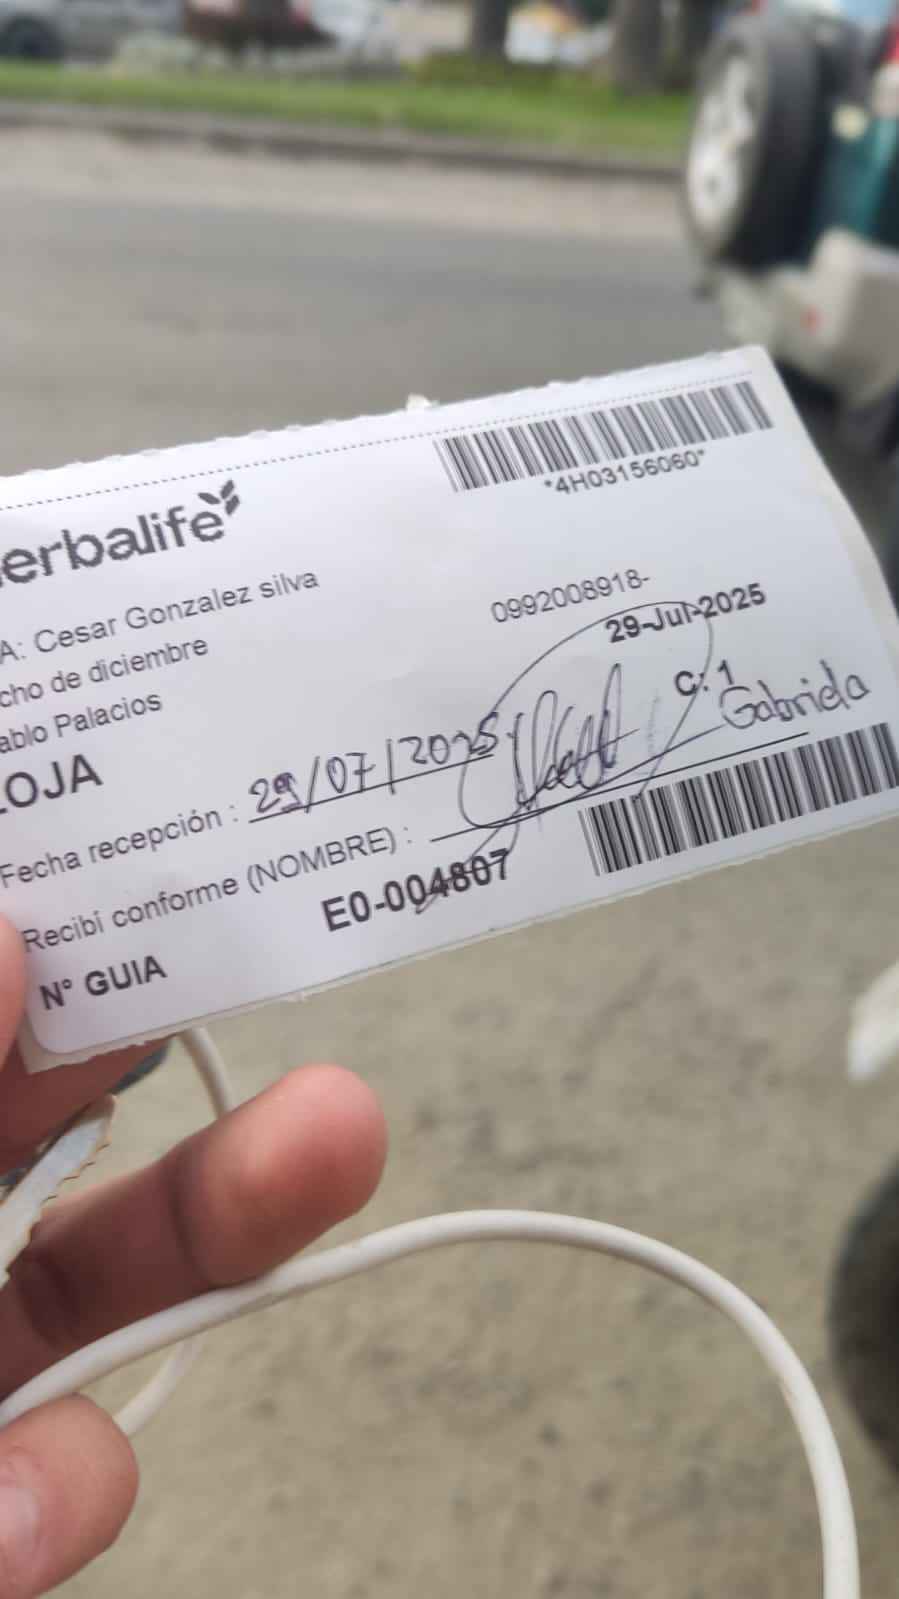 *4H03156060*
erbalife
A: Cesar Gonzalez silva 0992008918-
cho de diciembre 29-Jul-2025
ablo Palacios C: 1
LOJA
Fecha recepción : 29/07/2025
Recibí conforme (NOMBRE) : Gabriela
N° GUIA E0-004807